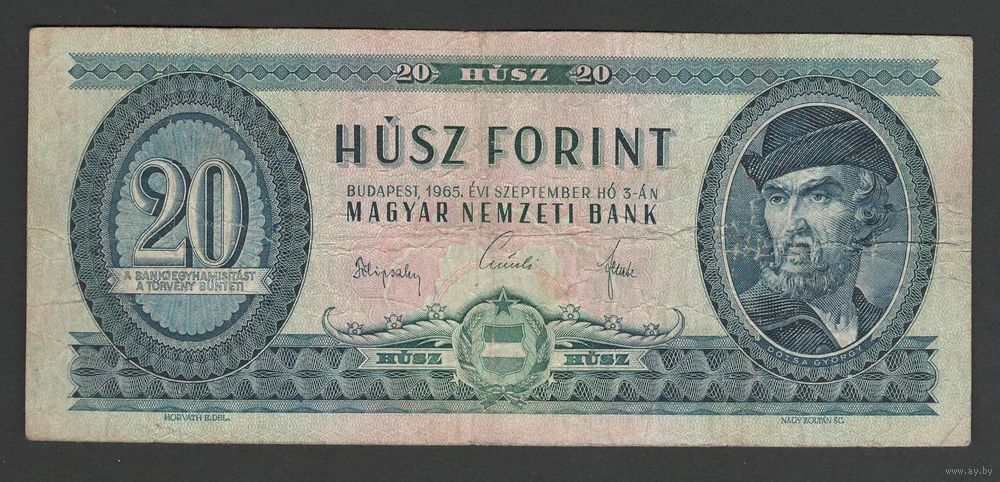 20 HÚSZ 20
HÚSZ FORINT
BUDAPEST, 1965. ÉVI SZEPTEMBER HÓ 3-ÁN
MAGYAR NEMZETI BANK
20
A BANKJEGYHAMISÍTÁST
A TÖRVÉNY BÜNTETI
HÚSZ HÚSZ
DÓZSA GYÖRGY
HORVÁTH E. DEL. NAGY ZOLTÁN SC.
www.ay.by